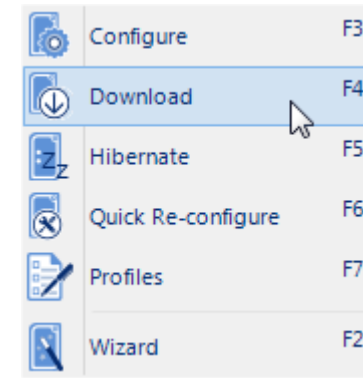 Configure F3
Download F4
Hibernate F5
Quick Re-configure F6
Profiles F7
Wizard F2